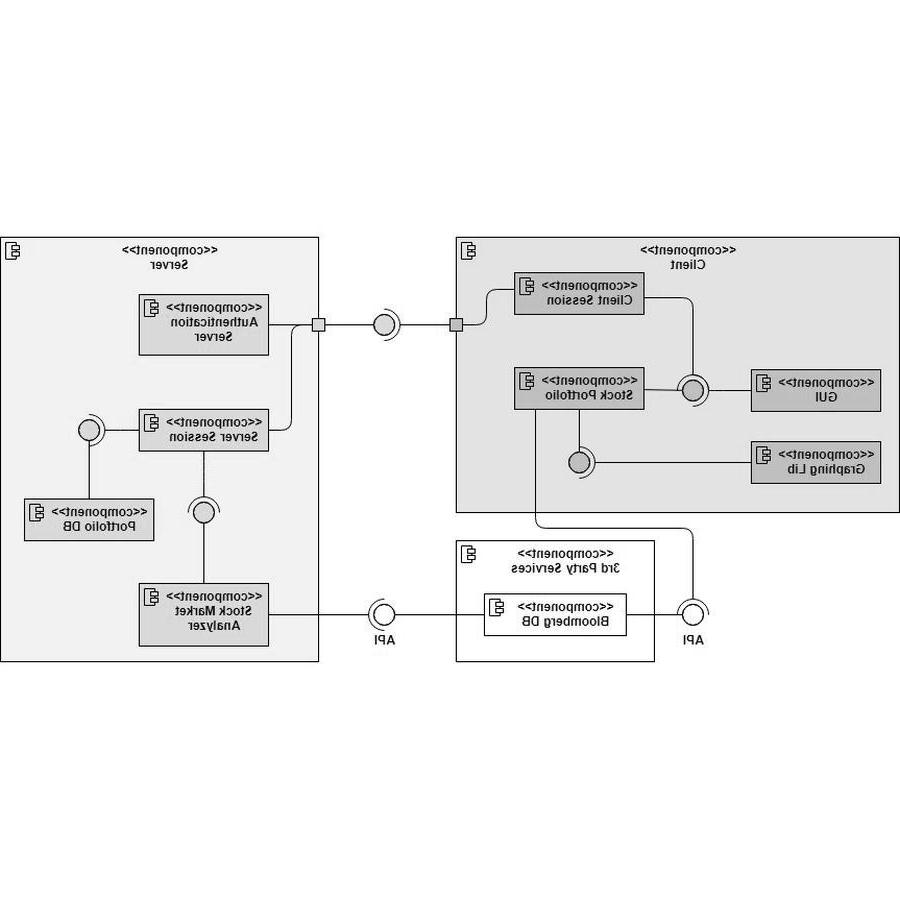 <<component>>
Server
<<component>>
Client
<<component>>
Client Session
<<component>>
Authentication
Server
<<component>>
Stock Portfolio
<<component>>
GUI
<<component>>
Server Session
<<component>>
Graphing Lib
<<component>>
Portfolio DB
<<component>>
3rd Party Services
<<component>>
Stock Market
Analyzer
<<component>>
Bloomberg DB
API
API